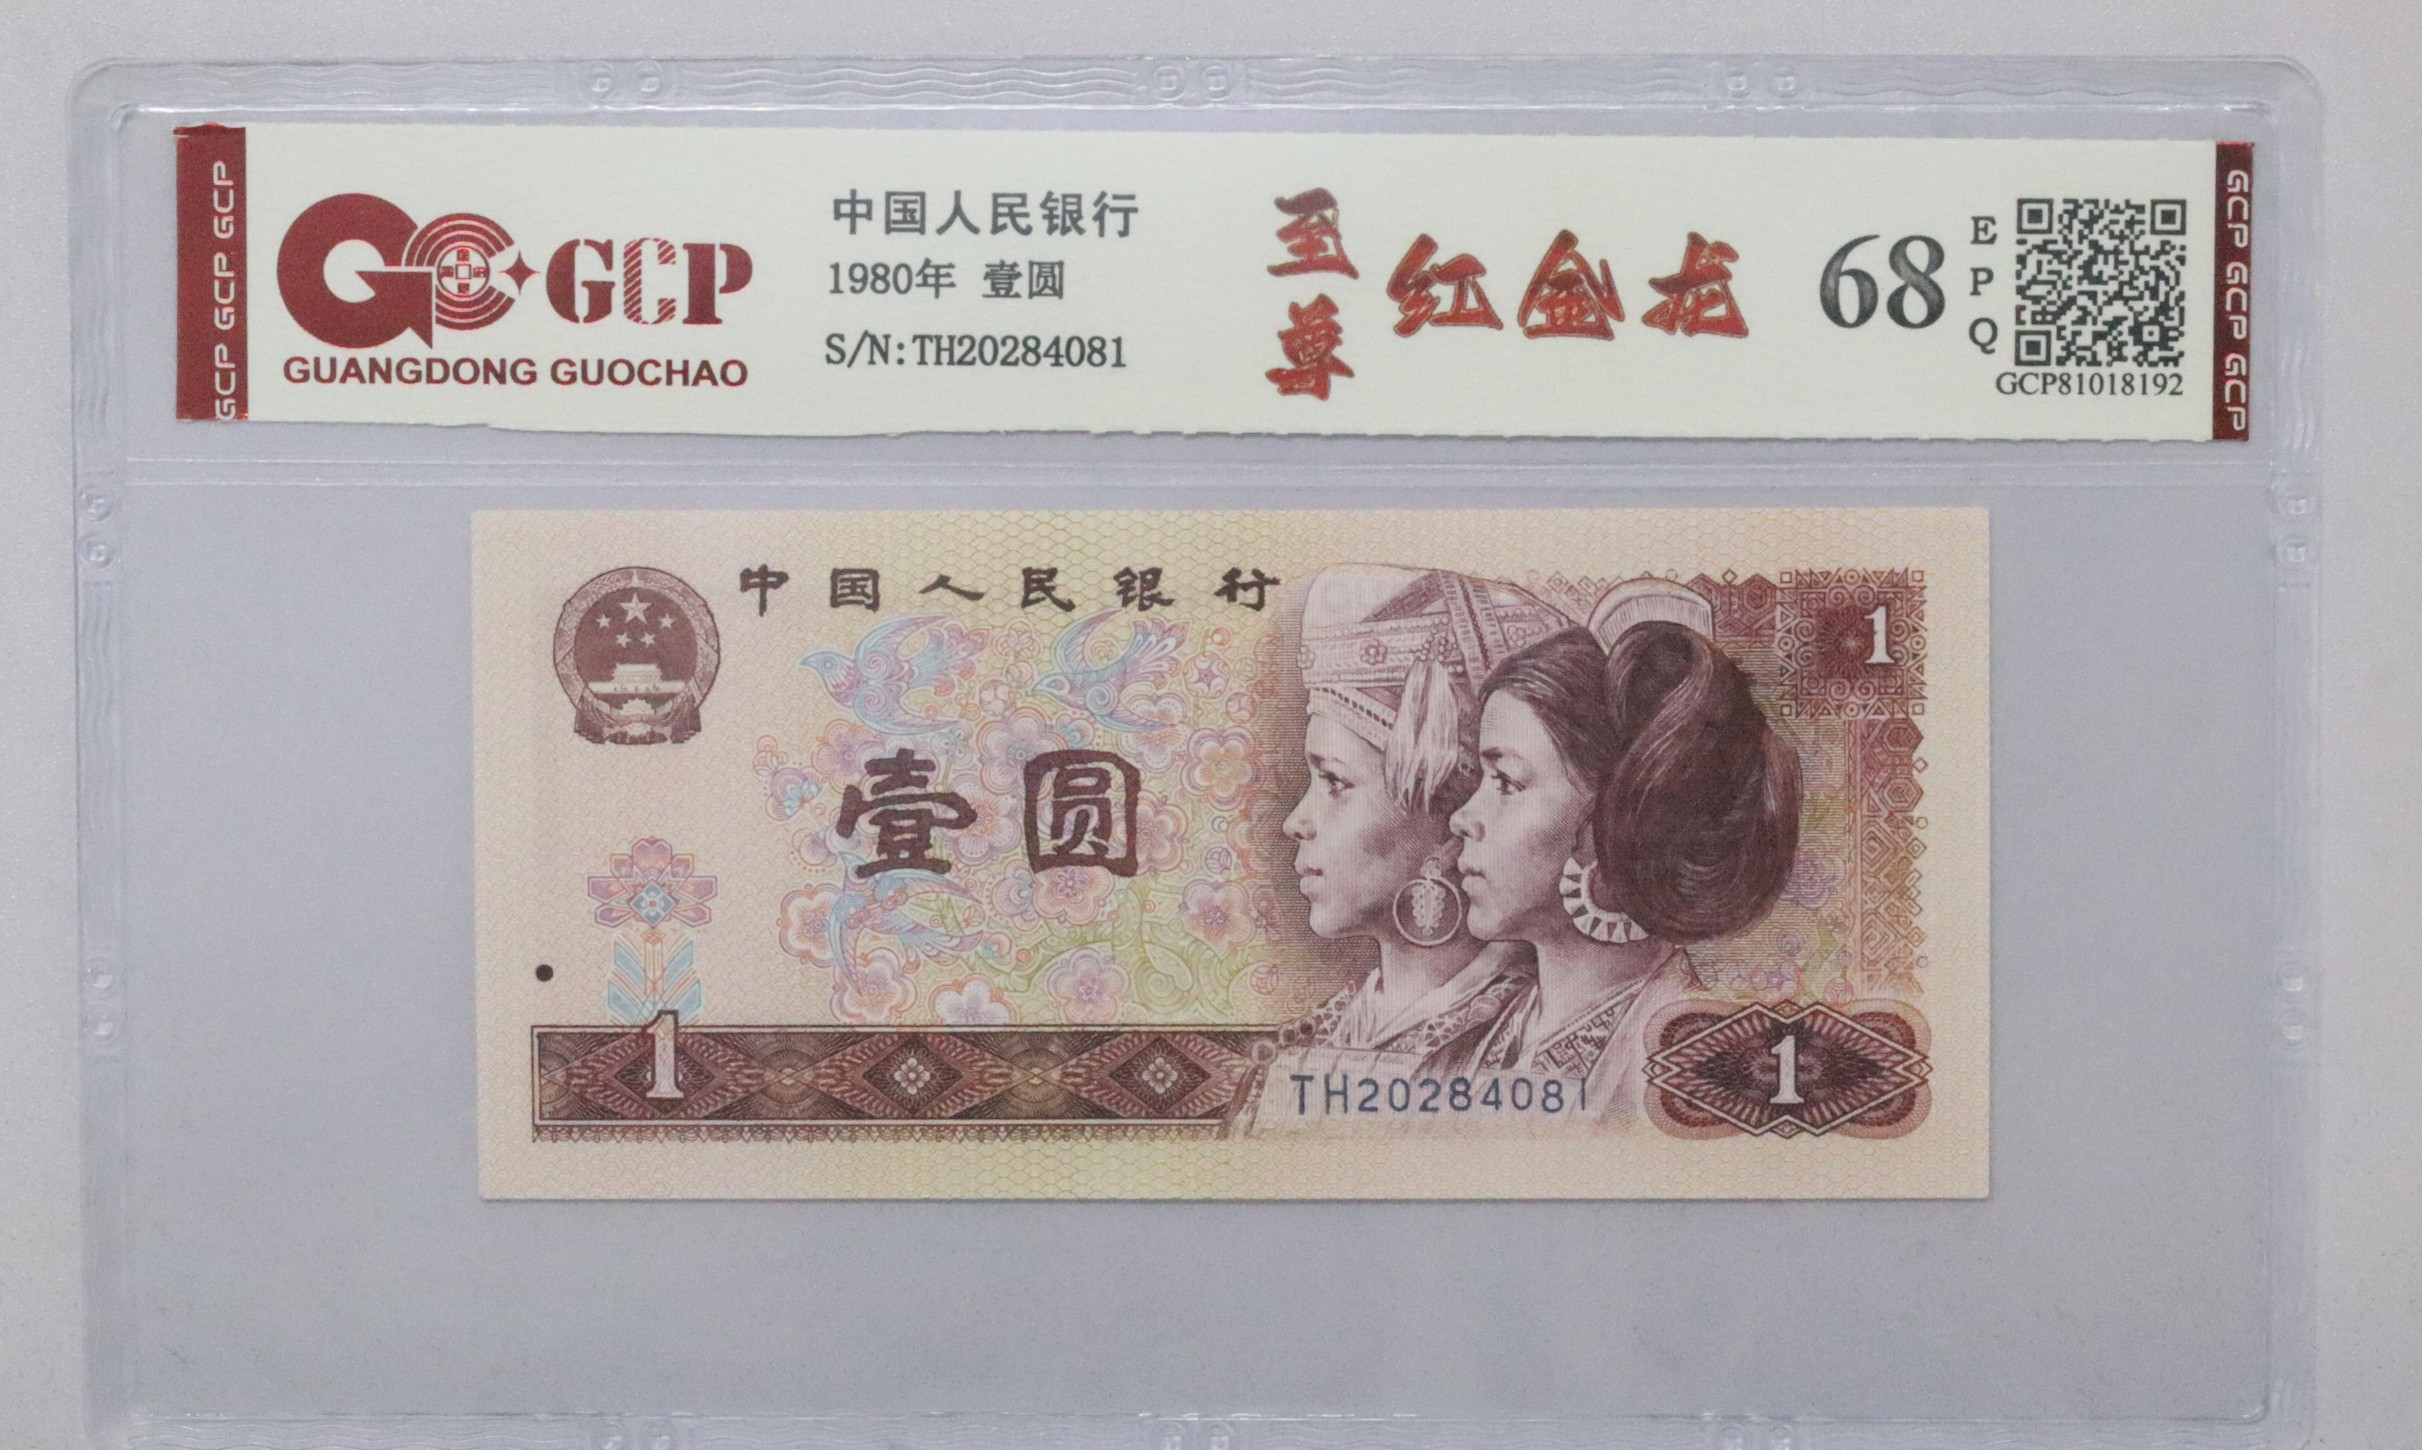 GCP GCP GCP
GCP
GUANGDONG GUOCHAO
中国人民银行
1980年 壹圆
S/N:TH20284081
至尊
红金龙
68
EPQ
GCP81018192
GCP GCP GCP
中国人民银行
1
壹圆
1
TH20284081
1